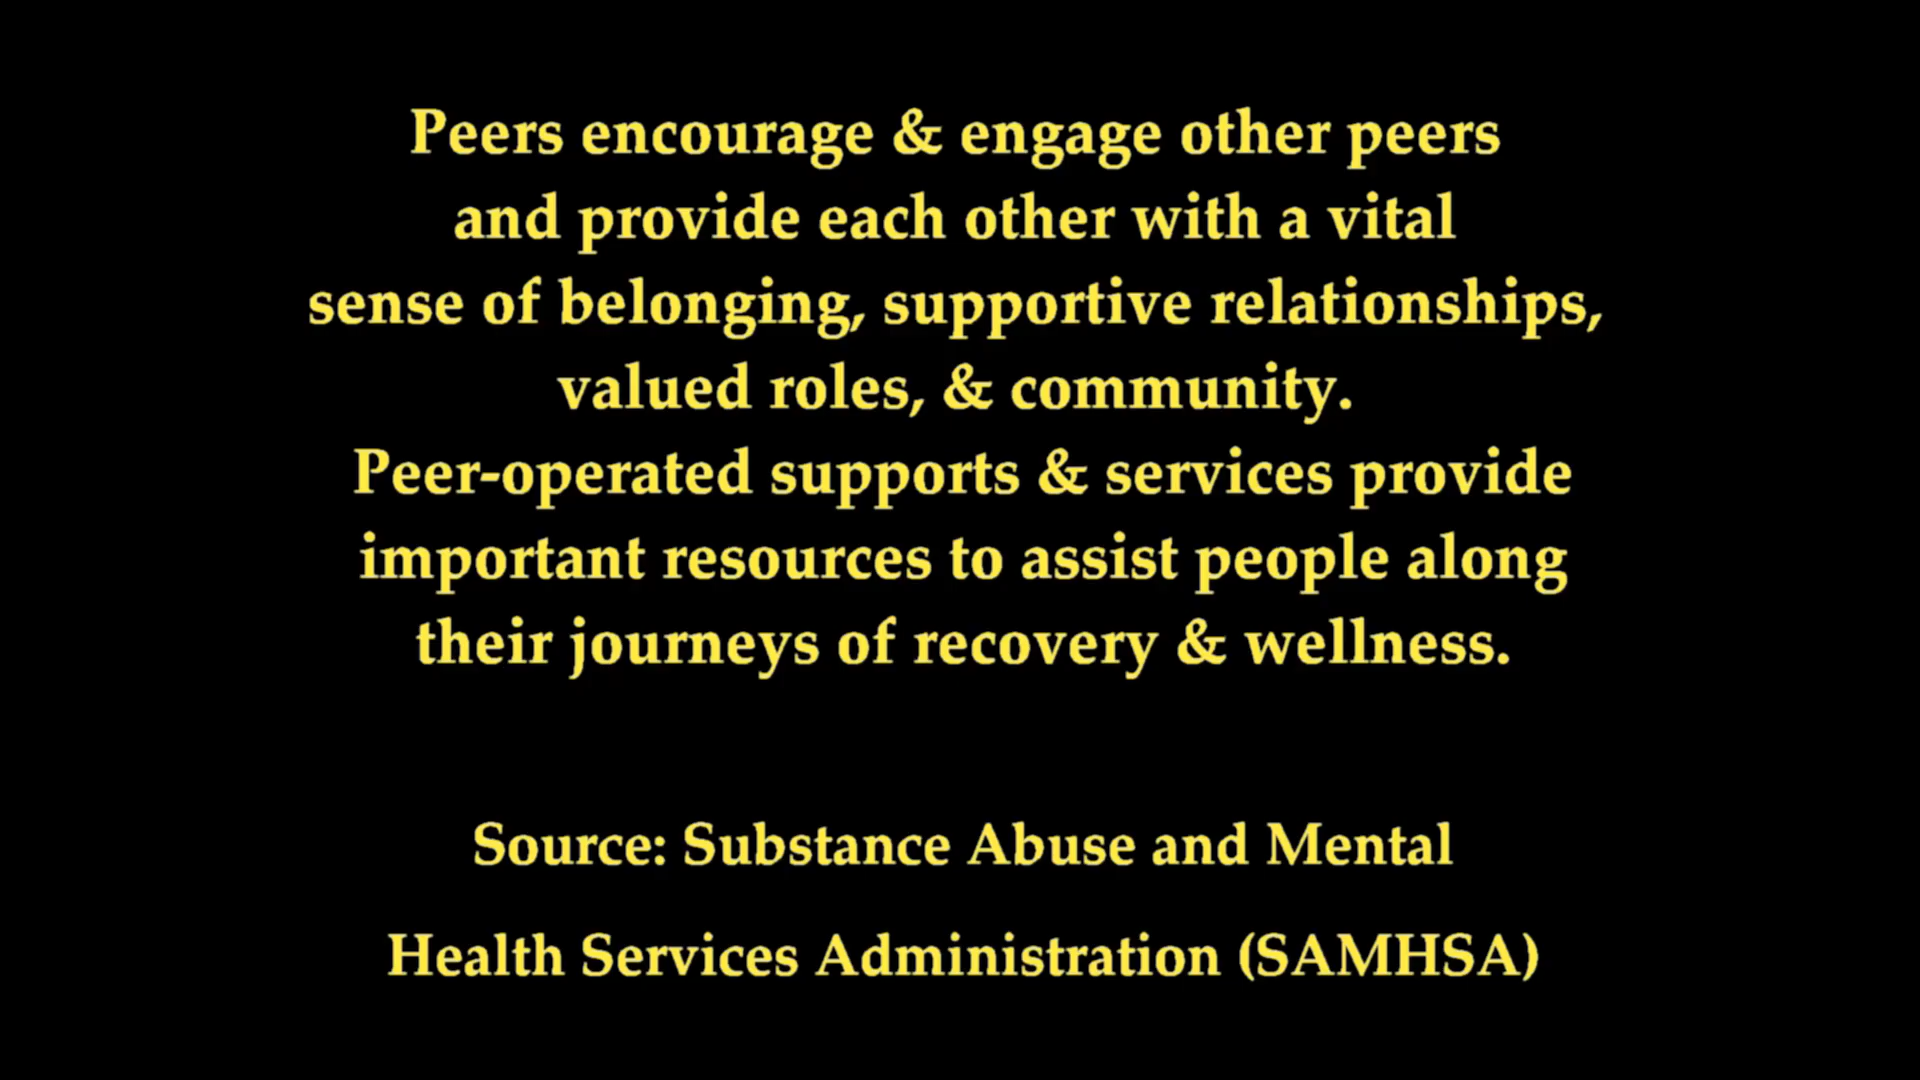 Peers encourage & engage other peers
and provide each other with a vital
sense of belonging, supportive relationships,
valued roles, & community.
Peer-operated supports & services provide
important resources to assist people along
their journeys of recovery & wellness.
Source: Substance Abuse and Mental
Health Services Administration (SAMHSA)